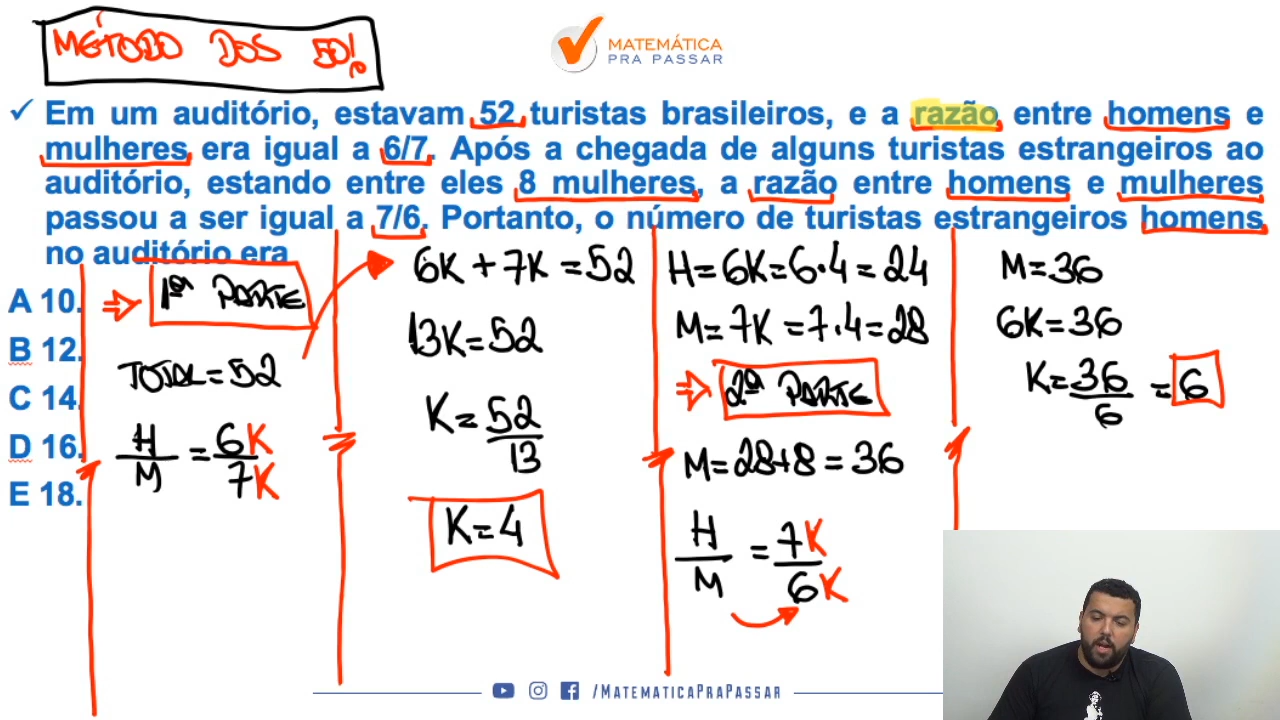 MÉTODO DOS 50!
MATEMÁTICA
PRA PASSAR
✓ Em um auditório, estavam 52 turistas brasileiros, e a razão entre homens e
mulheres era igual a 6/7. Após a chegada de alguns turistas estrangeiros ao
auditório, estando entre eles 8 mulheres, a razão entre homens e mulheres
passou a ser igual a 7/6. Portanto, o número de turistas estrangeiros homens
no auditório era
A 10.
B 12.
C 14.
D 16.
E 18.
⇒ 1ª PARTE
TOTAL = 52
H/M = 6K/7K
6K + 7K = 52
13K = 52
K = 52/13
K = 4
H = 6K = 6·4 = 24
M = 7K = 7·4 = 28
⇒ 2ª PARTE
M = 28+8 = 36
H/M = 7K/6K
M = 36
6K = 36
K = 36/6 = 6
/MATEMATICAPRAPASSAR